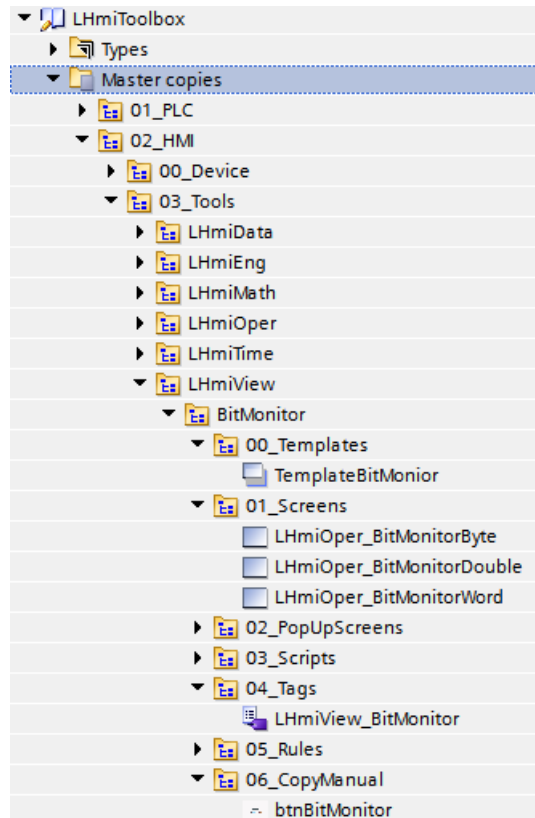 LHmiToolbox
Types
Master copies
01_PLC
02_HMI
00_Device
03_Tools
LHmiData
LHmiEng
LHmiMath
LHmiOper
LHmiTime
LHmiView
BitMonitor
00_Templates
TemplateBitMonior
01_Screens
LHmiOper_BitMonitorByte
LHmiOper_BitMonitorDouble
LHmiOper_BitMonitorWord
02_PopUpScreens
03_Scripts
04_Tags
LHmiView_BitMonitor
05_Rules
06_CopyManual
btnBitMonitor